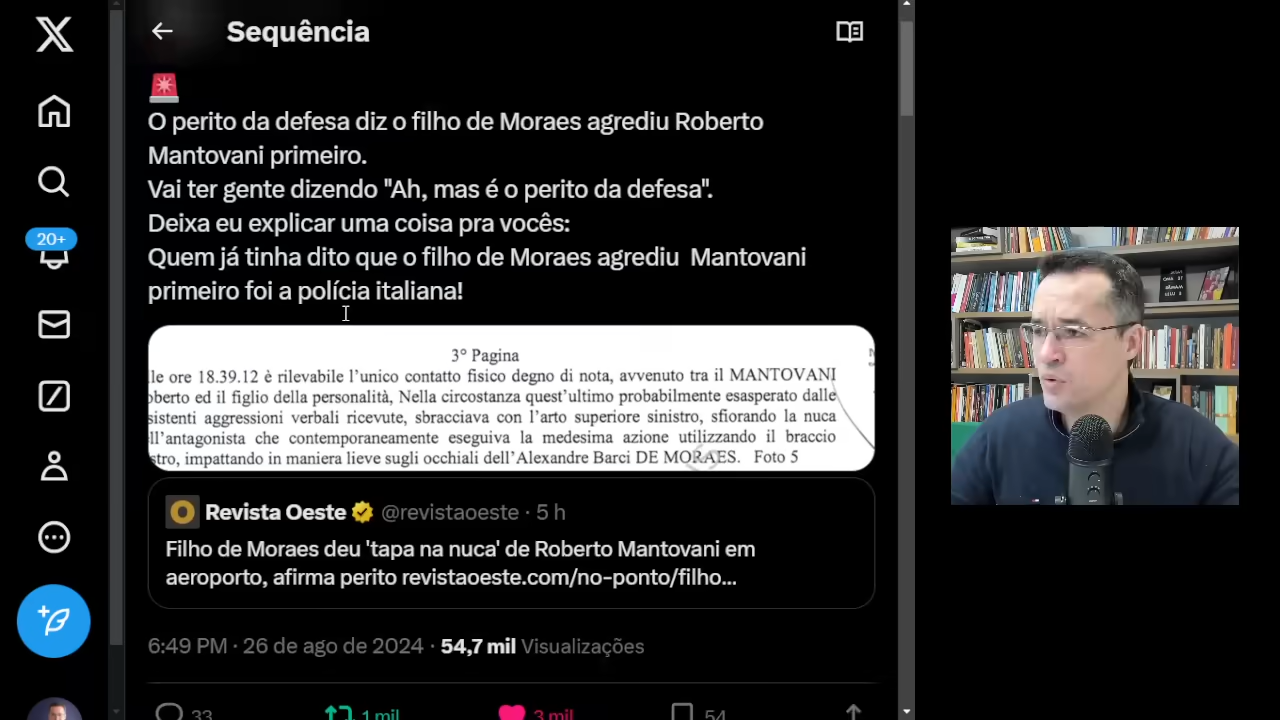 Sequência
O perito da defesa diz o filho de Moraes agrediu Roberto
Mantovani primeiro.
Vai ter gente dizendo "Ah, mas é o perito da defesa".
Deixa eu explicar uma coisa pra vocês:
Quem já tinha dito que o filho de Moraes agrediu Mantovani
primeiro foi a polícia italiana!
20+
3° Pagina
ore 18.39.12 è rilevabile l'unico contatto fisico degno di nota, avvenuto tra il MANTOVANI
ed il figlio della personalità, Nella circostanza quest'ultimo probabilmente esasperato dalle
aggressioni verbali ricevute, sbracciava con l'arto superiore sinistro, sfiorando la nuca
antagonista che contemporaneamente eseguiva la medesima azione utilizzando il braccio
impattando in maniera lieve sugli occhiali dell'Alexandre Barci DE MORAES. Foto 5
Revista Oeste @revistaoeste · 5 h
Filho de Moraes deu 'tapa na nuca' de Roberto Mantovani em
aeroporto, afirma perito revistaoeste.com/no-ponto/filho...
6:49 PM · 26 de ago de 2024 · 54,7 mil Visualizações
33 1 mil 3 mil 54